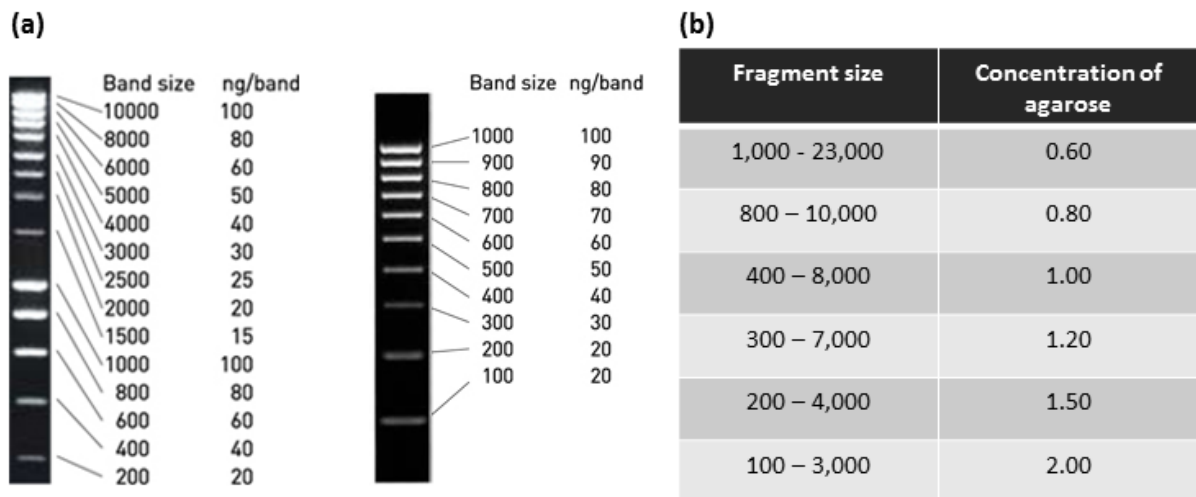 (a)
Band size ng/band
10000 100
8000 80
6000 60
5000 50
4000 40
3000 30
2500 25
2000 20
1500 15
1000 100
800 80
600 60
400 40
200 20
Band size ng/band
1000 100
900 90
800 80
700 70
600 60
500 50
400 40
300 30
200 20
100 20
(b)
Fragment size Concentration of
agarose
1,000 - 23,000 0.60
800 – 10,000 0.80
400 – 8,000 1.00
300 – 7,000 1.20
200 – 4,000 1.50
100 – 3,000 2.00